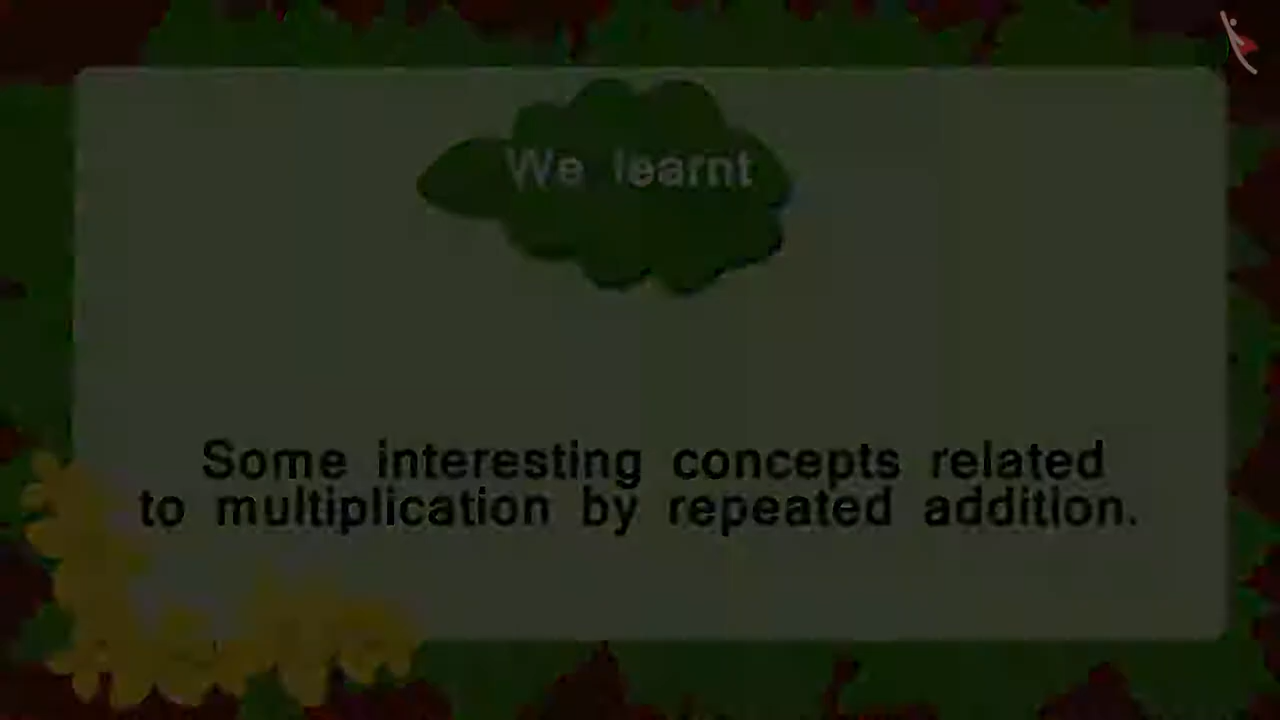 We learnt
Some interesting concepts related
to multiplication by repeated addition.